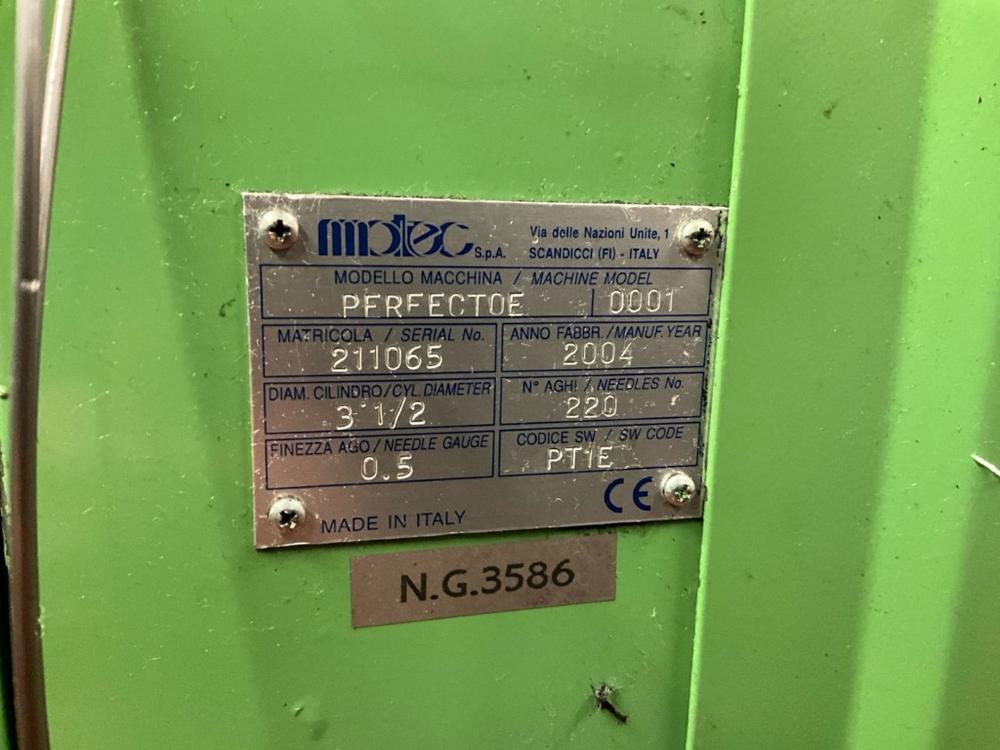 matec S.p.A.
Via delle Nazioni Unite, 1
SCANDICCI (FI) - ITALY
MODELLO MACCHINA / MACHINE MODEL
PERFECTOE 0001
MATRICOLA / SERIAL No. ANNO FABBR./MANUF.YEAR
211065 2004
DIAM. CILINDRO/CYL.DIAMETER N° AGHI / NEEDLES No.
3 1/2 220
FINEZZA AGO / NEEDLE GAUGE CODICE SW / SW CODE
0.5 PT1E
CE
MADE IN ITALY
N.G.3586